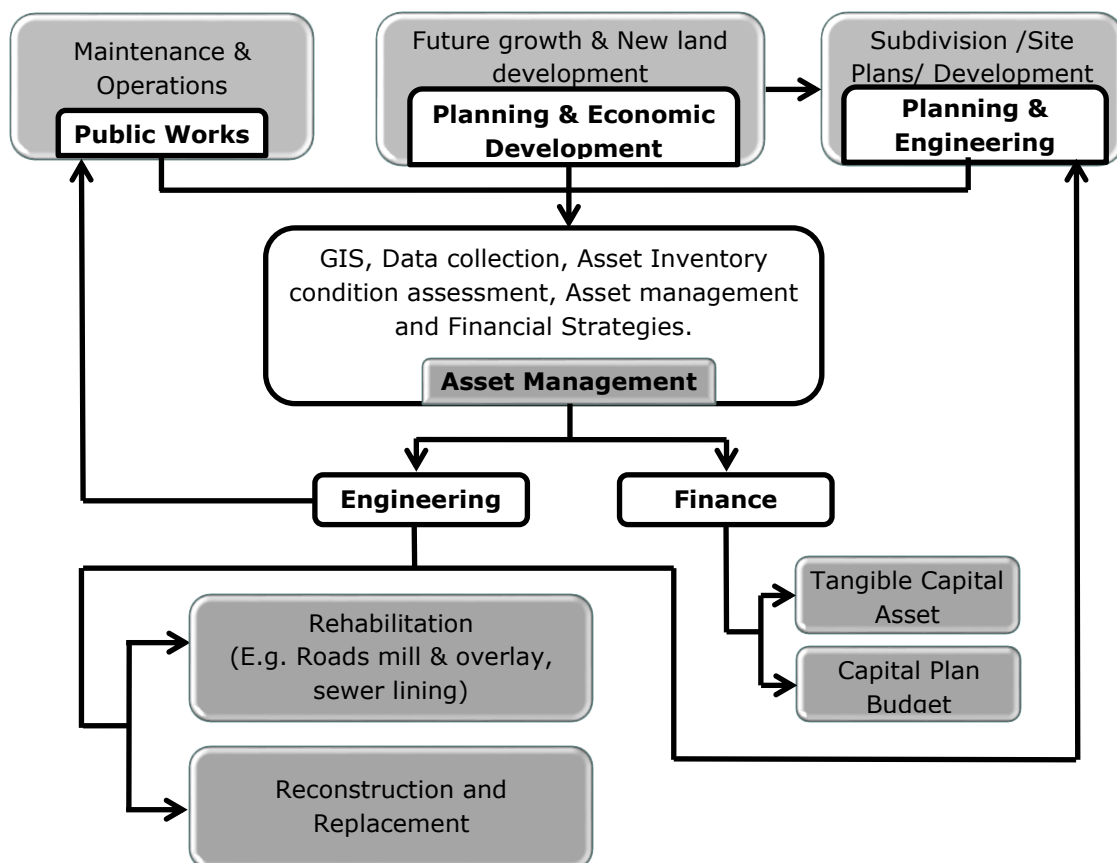 Maintenance &
Operations
Public Works
Future growth & New land
development
Planning & Economic
Development
Subdivision /Site
Plans/ Development
Planning &
Engineering
GIS, Data collection, Asset Inventory
condition assessment, Asset management
and Financial Strategies.
Asset Management
Engineering
Finance
Tangible Capital
Asset
Capital Plan
Budget
Rehabilitation
(E.g. Roads mill & overlay,
sewer lining)
Reconstruction and
Replacement